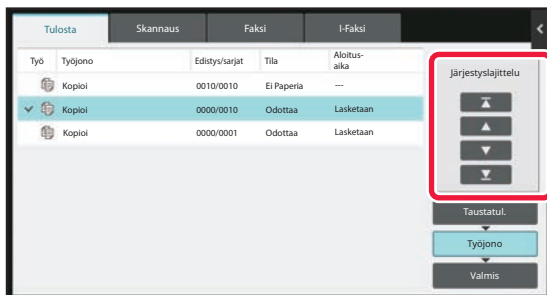 Tulosta Skannaus Faksi I-Faksi
Työ Työjono Edistys/sarjat Tila Aloitus-
aika
Kopioi 0010/0010 Ei Paperia ---
Kopioi 0000/0010 Odottaa Lasketaan
Kopioi 0000/0001 Odottaa Lasketaan
Järjestyslajittelu
Taustatul.
Työjono
Valmis